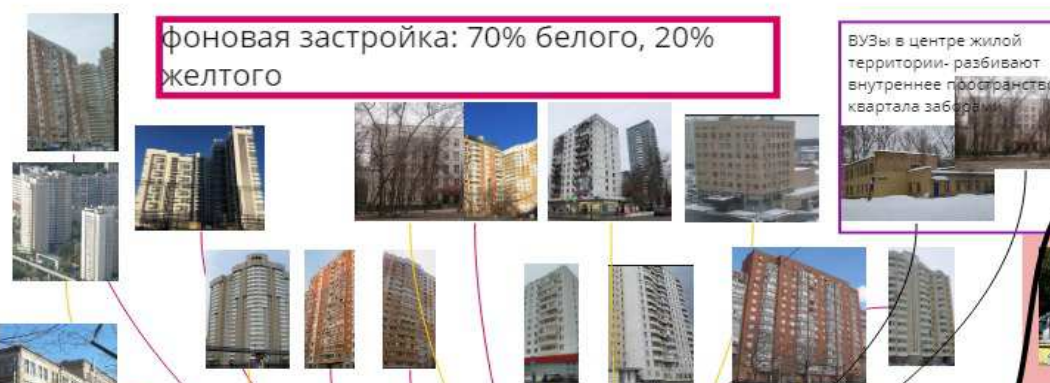 фоновая застройка: 70% белого, 20%
желтого
ВУЗы в центре жилой
территории- разбивают
внутреннее пространство
квартала заборами